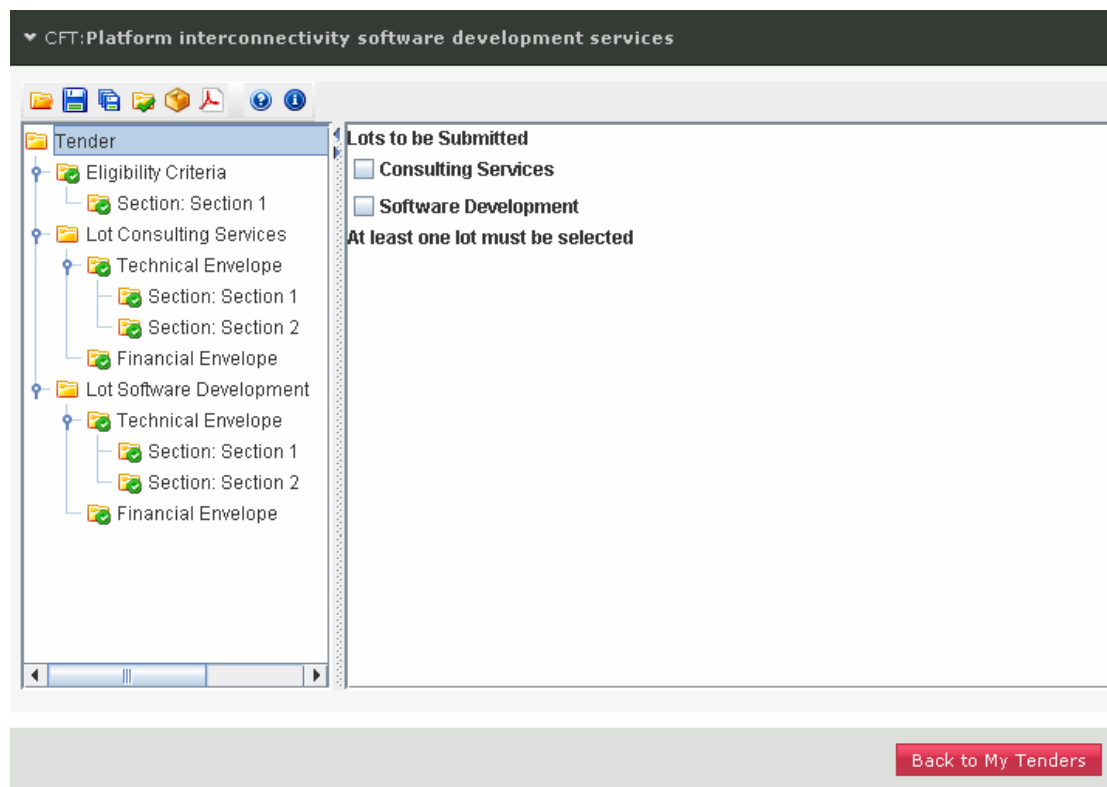 CFT:Platform interconnectivity software development services
Tender
Eligibility Criteria
Section: Section 1
Lot Consulting Services
Technical Envelope
Section: Section 1
Section: Section 2
Financial Envelope
Lot Software Development
Technical Envelope
Section: Section 1
Section: Section 2
Financial Envelope
Lots to be Submitted
Consulting Services
Software Development
At least one lot must be selected
Back to My Tenders